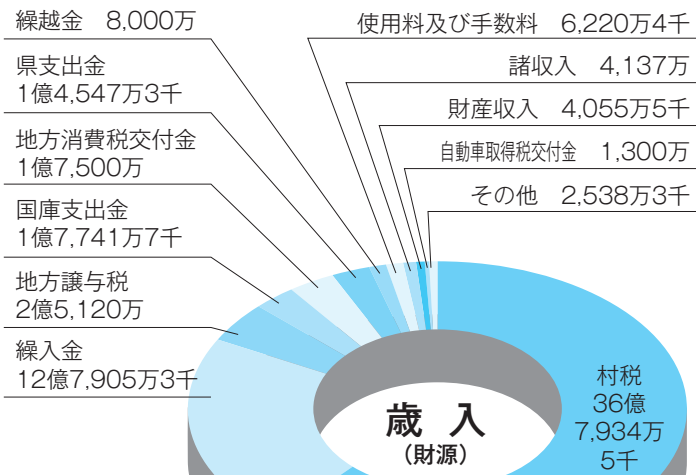 繰越金 8,000万
県支出金
1億4,547万3千
地方消費税交付金
1億7,500万
国庫支出金
1億7,741万7千
地方譲与税
2億5,120万
繰入金
12億7,905万3千
使用料及び手数料 6,220万4千
諸収入 4,137万
財産収入 4,055万5千
自動車取得税交付金 1,300万
その他 2,538万3千
村税
36億
7,934万
5千
歳入
(財源)